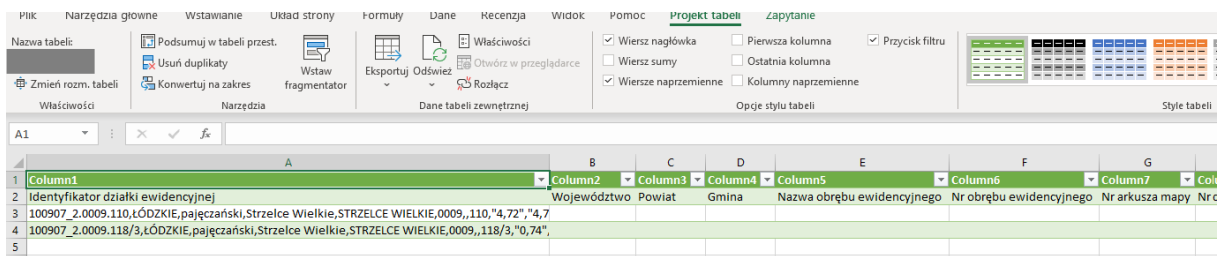 Plik Narzędzia główne Wstawianie Układ strony Formuły Dane Recenzja Widok Pomoc Projekt tabeli Zapytanie
Nazwa tabeli:
Zmień rozm. tabeli
Właściwości
Podsumuj w tabeli przest.
Usuń duplikaty
Konwertuj na zakres
Wstaw fragmentator
Narzędzia
Eksportuj Odśwież
Właściwości
Otwórz w przeglądarce
Rozłącz
Dane tabeli zewnętrznej
Wiersz nagłówka Pierwsza kolumna Przycisk filtru
Wiersz sumy Ostatnia kolumna
Wiersze naprzemienne Kolumny naprzemienne
Opcje stylu tabeli
Style tabeli
A1 fx
A B C D E F G
1 Column1 Column2 Column3 Column4 Column5 Column6 Column7 Colu
2 Identyfikator działki ewidencyjnej Województwo Powiat Gmina Nazwa obrębu ewidencyjnego Nr obrębu ewidencyjnego Nr arkusza mapy Nr
3 100907_2.0009.110,ŁÓDZKIE,pajęczański,Strzelce Wielkie,STRZELCE WIELKIE,0009,,110,"4,72","4,7
4 100907_2.0009.118/3,ŁÓDZKIE,pajęczański,Strzelce Wielkie,STRZELCE WIELKIE,0009,,118/3,"0,74",
5